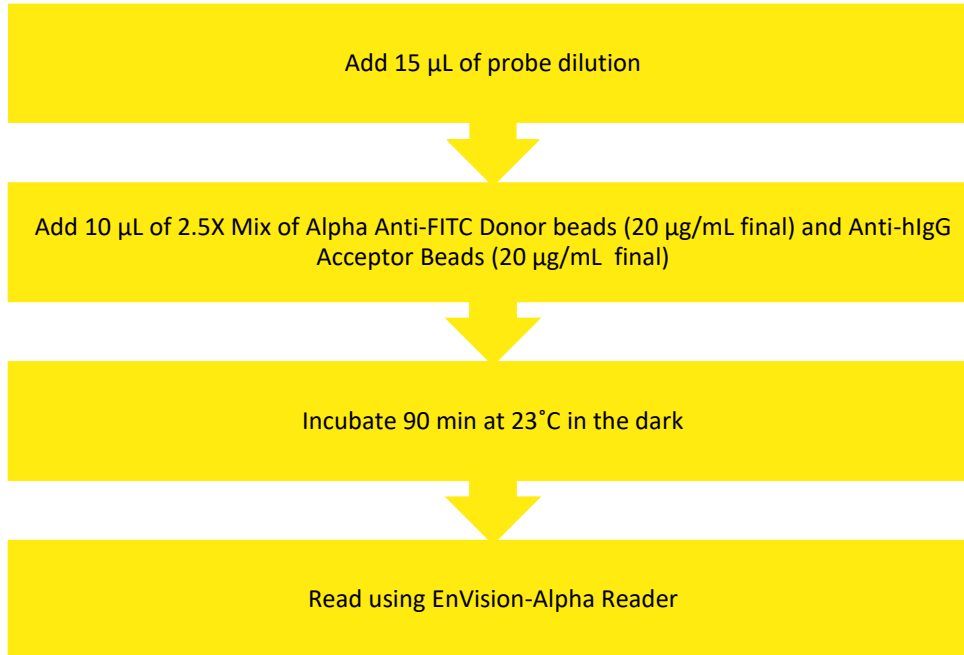 Add 15 µL of probe dilution
Add 10 µL of 2.5X Mix of Alpha Anti-FITC Donor beads (20 µg/mL final) and Anti-hIgG
Acceptor Beads (20 µg/mL  final)
Incubate 90 min at 23˚C in the dark
Read using EnVision-Alpha Reader